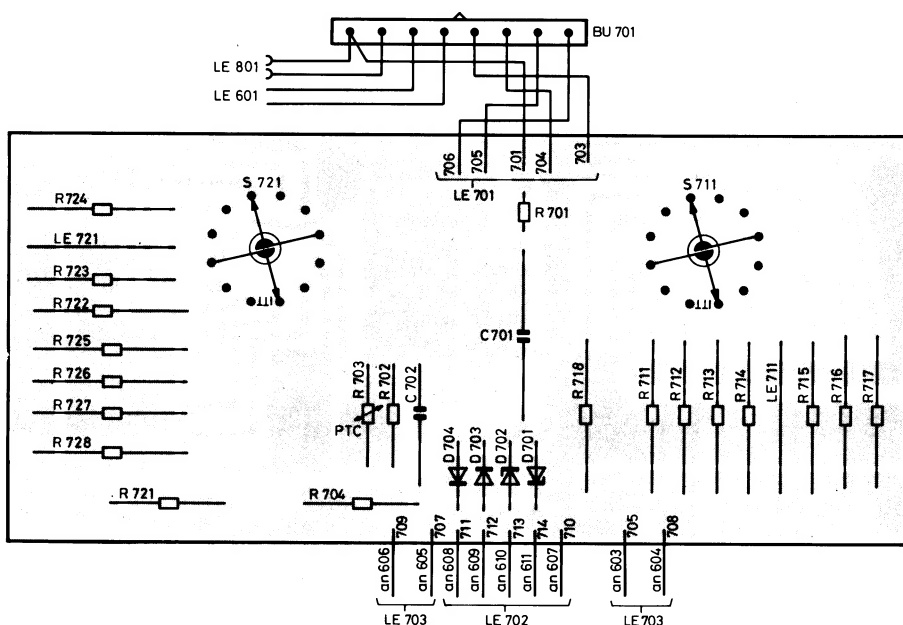 BU 701
LE 801
LE 601
706
705
701
704
703
LE 701
S 721
S 711
R 724
R 701
LE 721
R 723
R 722
ITT
ITT
C 701
R 725
R 726
R 727
R 728
R 703
R 702
C 702
PTC
R 718
R 711
R 712
R 713
R 714
LE 711
R 715
R 716
R 717
D 704
D 703
D 702
D 701
R 721
R 704
709
707
711
712
713
714
710
705
708
an 606
an 605
an 608
an 609
an 610
an 611
an 607
an 603
an 604
LE 703
LE 702
LE 703